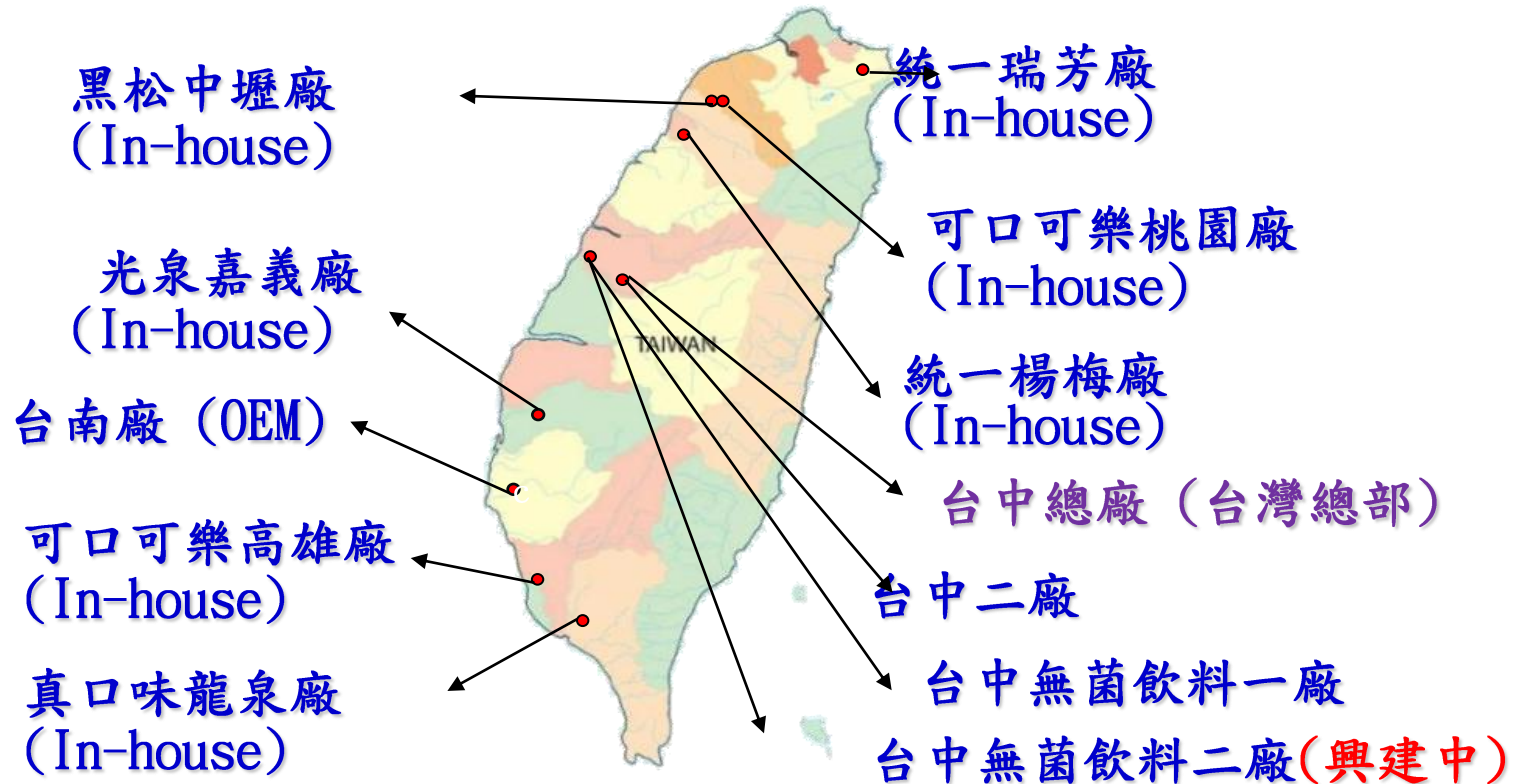 黑松中壢廠
(In-house)
光泉嘉義廠
(In-house)
台南廠 (OEM)
可口可樂高雄廠
(In-house)
真口味龍泉廠
(In-house)
TAIWAN
統一瑞芳廠
(In-house)
可口可樂桃園廠
(In-house)
統一楊梅廠
(In-house)
台中總廠 (台灣總部)
台中二廠
台中無菌飲料一廠
台中無菌飲料二廠(興建中)